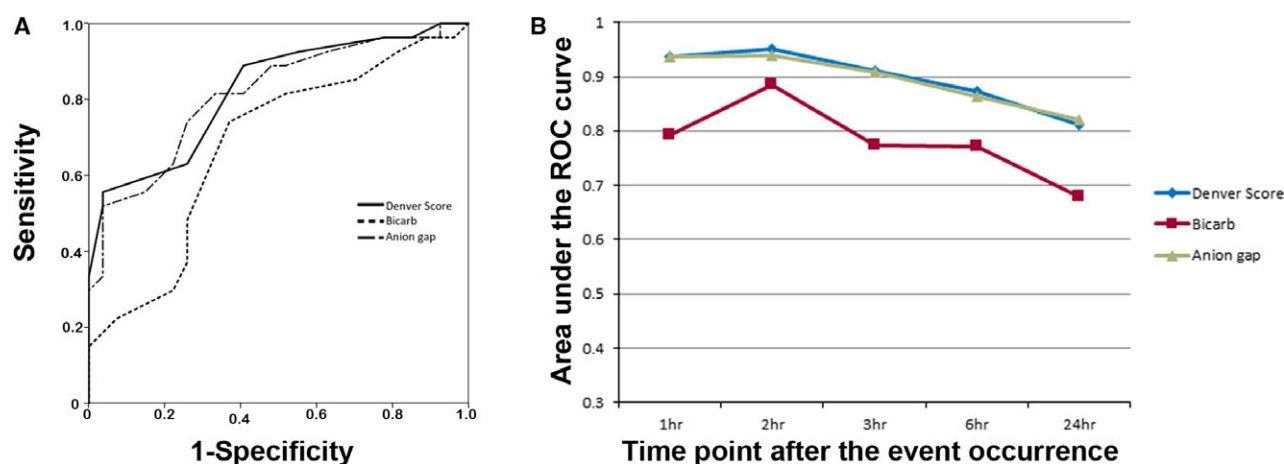 A
Sensitivity
1.0
0.8
0.6
0.4
0.2
0
0
0.2
0.4
0.6
0.8
1.0
1-Specificity
Denver Score
Bicarb
Anion gap
B
Area under the ROC curve
1
0.9
0.8
0.7
0.6
0.5
0.4
0.3
1hr
2hr
3hr
6hr
24hr
Time point after the event occurrence
Denver Score
Bicarb
Anion gap